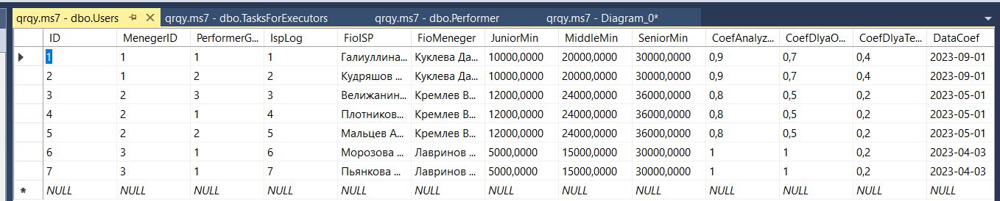 qrqy.ms7 - dbo.Users qrqy.ms7 - dbo.TasksForExecutors qrqy.ms7 - dbo.Performer qrqy.ms7 - Diagram_0*
ID MenegerID PerformerG... IspLog FioISP FioMeneger JuniorMin MiddleMin SeniorMin CoefAnalyz... CoefDlyaO... CoefDlyaTe... DataCoef
1 1 1 1 Галиуллина... Куклева Да... 10000,0000 20000,0000 30000,0000 0,9 0,7 0,4 2023-09-01
2 1 2 2 Кудряшов ... Куклева Да... 10000,0000 20000,0000 30000,0000 0,9 0,7 0,4 2023-09-01
3 2 3 3 Велижанин... Кремлев В... 12000,0000 24000,0000 36000,0000 0,8 0,5 0,2 2023-05-01
4 2 1 4 Плотников... Кремлев В... 12000,0000 24000,0000 36000,0000 0,8 0,5 0,2 2023-05-01
5 2 2 5 Мальцев А... Кремлев В... 12000,0000 24000,0000 36000,0000 0,8 0,5 0,2 2023-05-01
6 3 1 6 Морозова ... Лавринов ... 5000,0000 15000,0000 30000,0000 1 1 0,2 2023-04-03
7 3 1 7 Пьянкова ... Лавринов ... 5000,0000 15000,0000 30000,0000 1 1 0,2 2023-04-03
* NULL NULL NULL NULL NULL NULL NULL NULL NULL NULL NULL NULL NULL